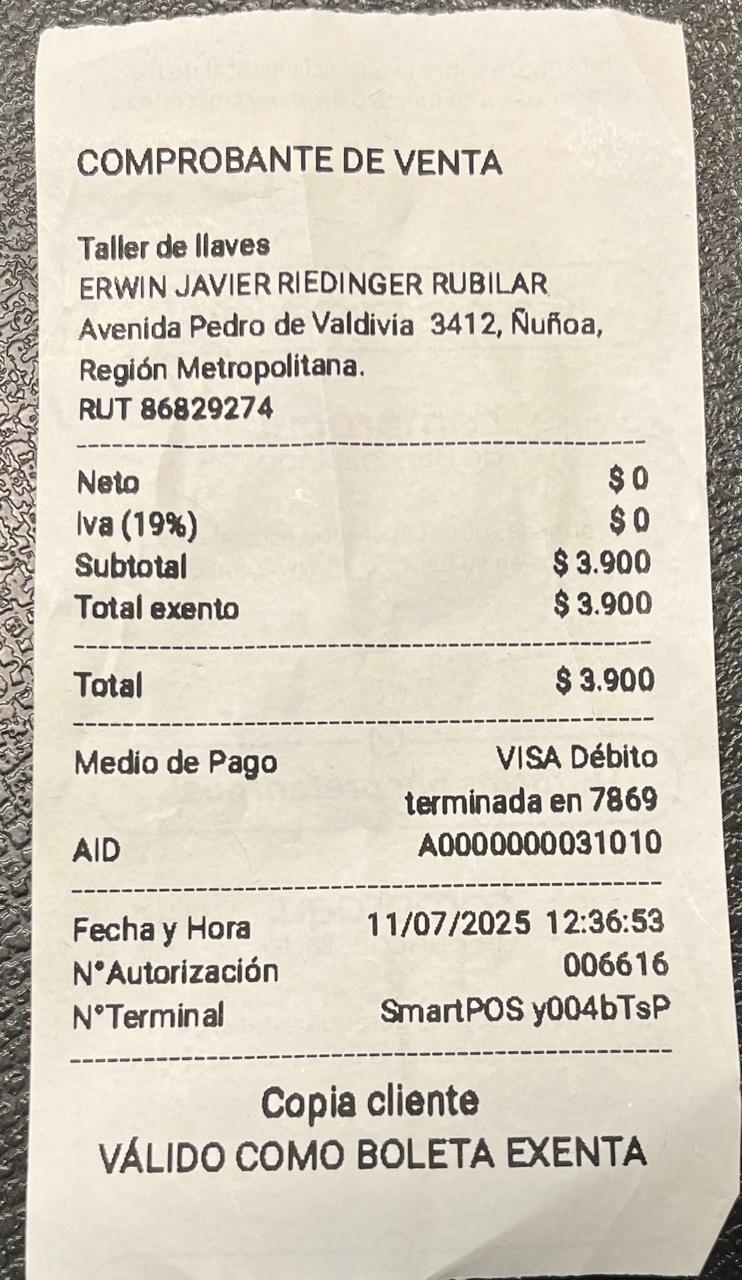 COMPROBANTE DE VENTA
Taller de llaves
ERWIN JAVIER RIEDINGER RUBILAR
Avenida Pedro de Valdivia 3412, Ñuñoa,
Región Metropolitana.
RUT 86829274
Neto $ 0
Iva (19%) $ 0
Subtotal $ 3.900
Total exento $ 3.900
Total $ 3.900
Medio de Pago VISA Débito
terminada en 7869
AID A0000000031010
Fecha y Hora 11/07/2025 12:36:53
N°Autorización 006616
N°Terminal SmartPOS y004bTsP
Copia cliente
VÁLIDO COMO BOLETA EXENTA